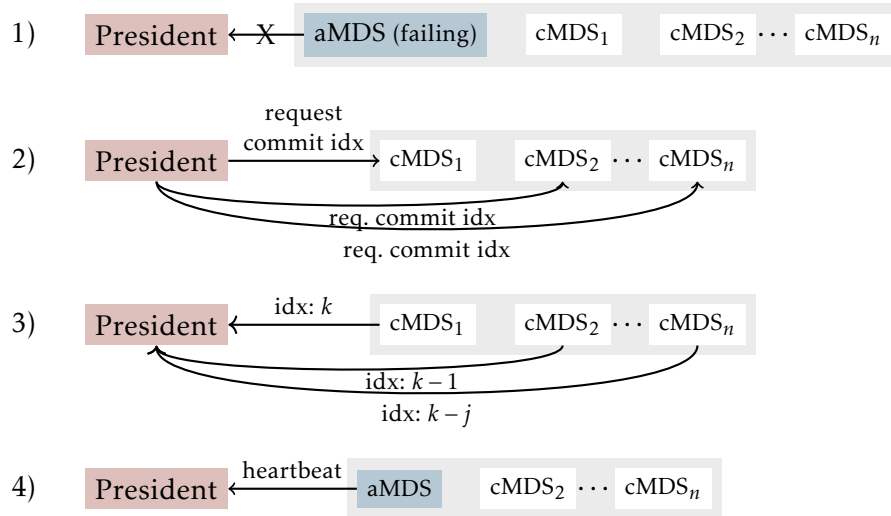 1) President X aMDS (failing) cMDS₁ cMDS₂ ··· cMDSₙ
request
commit idx
2) President cMDS₁ cMDS₂ ··· cMDSₙ
req. commit idx
req. commit idx
3) President idx: k cMDS₁ cMDS₂ ··· cMDSₙ
idx: k − 1
idx: k − j
4) President heartbeat aMDS cMDS₂ ··· cMDSₙ